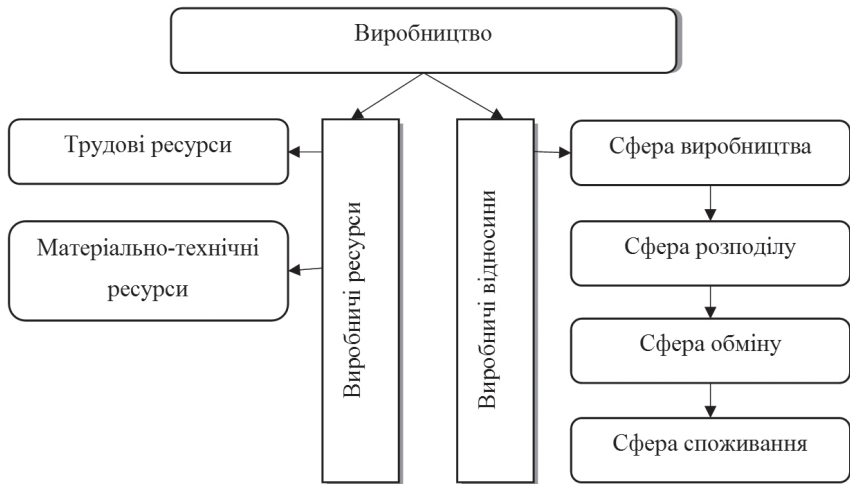 Виробництво
Трудові ресурси
Матеріально-технічні
ресурси
Виробничі ресурси
Виробничі відносини
Сфера виробництва
Сфера розподілу
Сфера обміну
Сфера споживання